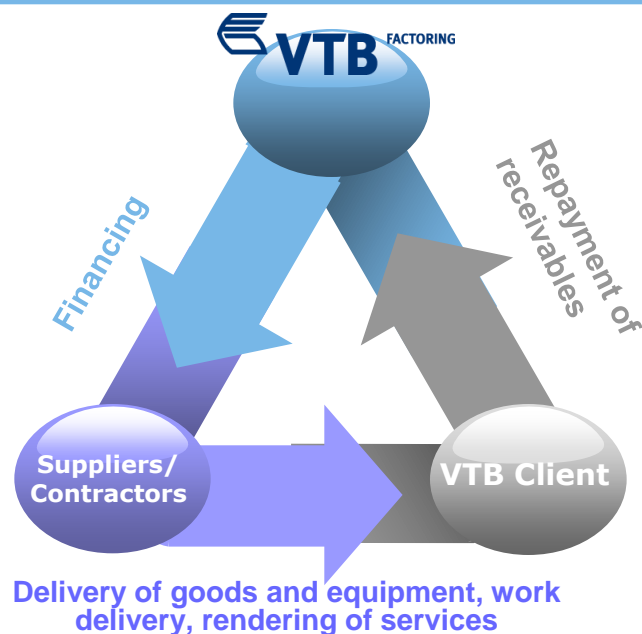 VTB FACTORING
Financing
Repayment of
receivables
Suppliers/
Contractors
VTB Client
Delivery of goods and equipment, work
delivery, rendering of services